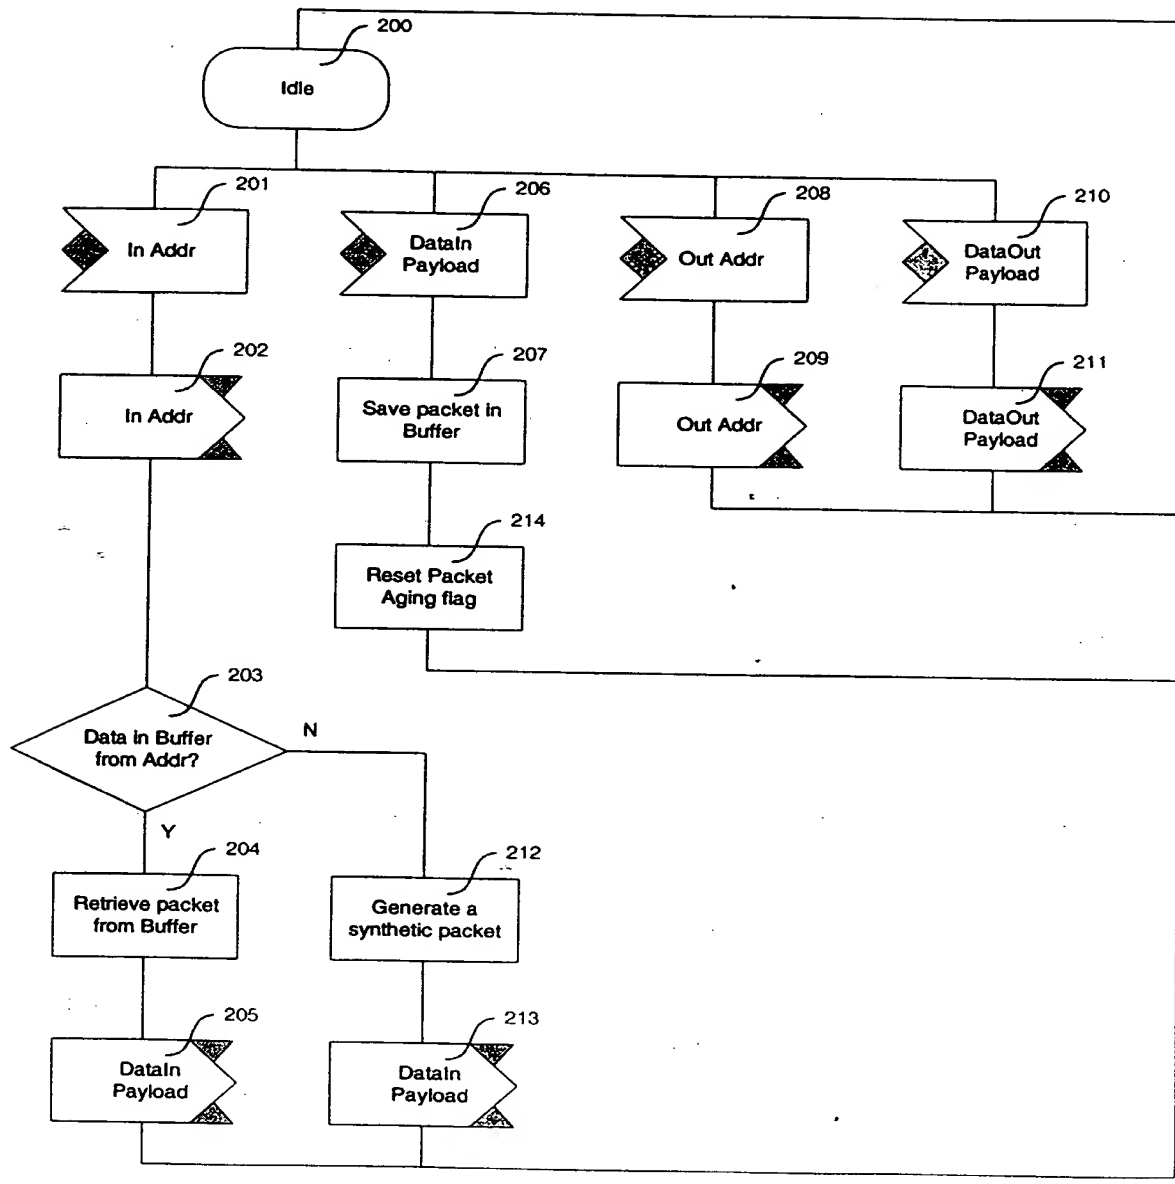 200
Idle
201
In Addr
206
DataIn
Payload
208
Out Addr
210
DataOut
Payload
202
In Addr
207
Save packet in
Buffer
209
Out Addr
211
DataOut
Payload
214
Reset Packet
Aging flag
203
Data in Buffer
from Addr?
N
Y
204
Retrieve packet
from Buffer
212
Generate a
synthetic packet
205
DataIn
Payload
213
DataIn
Payload